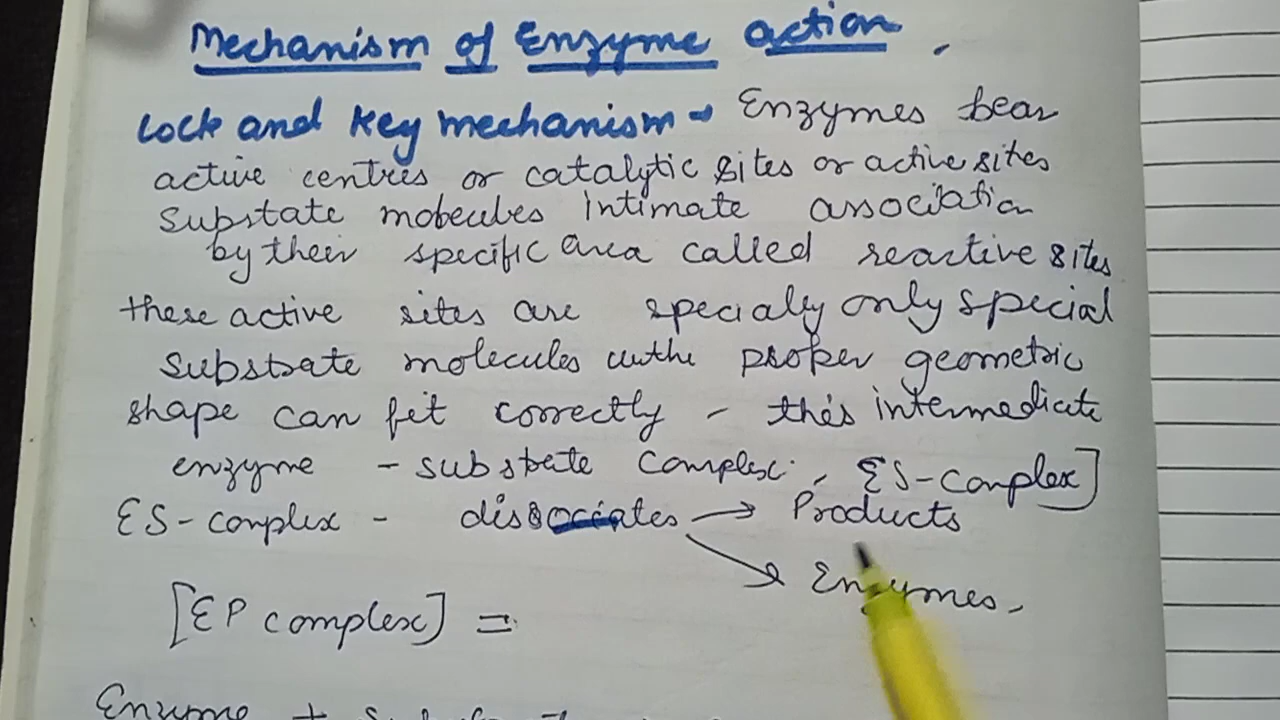 Mechanism of Enzyme action.
Lock and key mechanism → Enzymes bear
active centres or catalytic sites or active sites
Substate molecules intimate association
by their specific area called reactive sites
these active sites are specially only special
substrate molecules with proper geometric
shape can fit correctly - this intermediate
enzyme - substrate complex. [ES-complex]
ES-complex - dissociates → Products
Enzymes.
[EP complex] =
Enzyme +